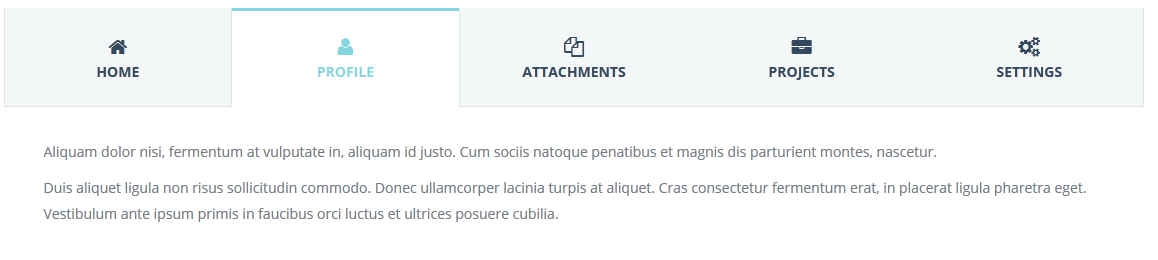 HOME PROFILE ATTACHMENTS PROJECTS SETTINGS
Aliquam dolor nisi, fermentum at vulputate in, aliquam id justo. Cum sociis natoque penatibus et magnis dis parturient montes, nascetur.
Duis aliquet ligula non risus sollicitudin commodo. Donec ullamcorper lacinia turpis at aliquet. Cras consectetur fermentum erat, in placerat ligula pharetra eget.
Vestibulum ante ipsum primis in faucibus orci luctus et ultrices posuere cubilia.